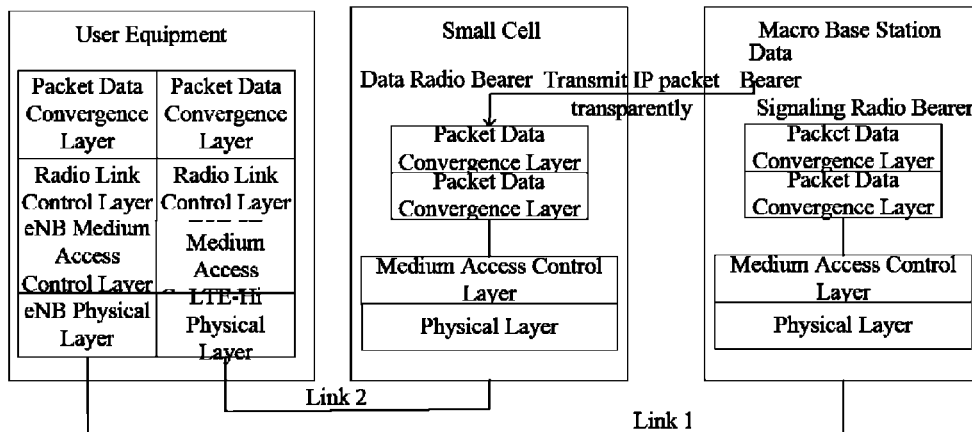 User Equipment
Packet Data
Convergence
Layer
Packet Data
Convergence
Layer
Radio Link
Control Layer
Radio Link
Control Layer
eNB Medium
Access
Control Layer
Medium
Access
eNB Physical
Layer
LTE-Hi
Physical
Layer
Small Cell
Data Radio Bearer
Transmit IP packet
transparently
Packet Data
Convergence Layer
Packet Data
Convergence Layer
Medium Access Control
Layer
Physical Layer
Macro Base Station
Data
Bearer
Signaling Radio Bearer
Packet Data
Convergence Layer
Packet Data
Convergence Layer
Medium Access Control
Layer
Physical Layer
Link 2
Link 1